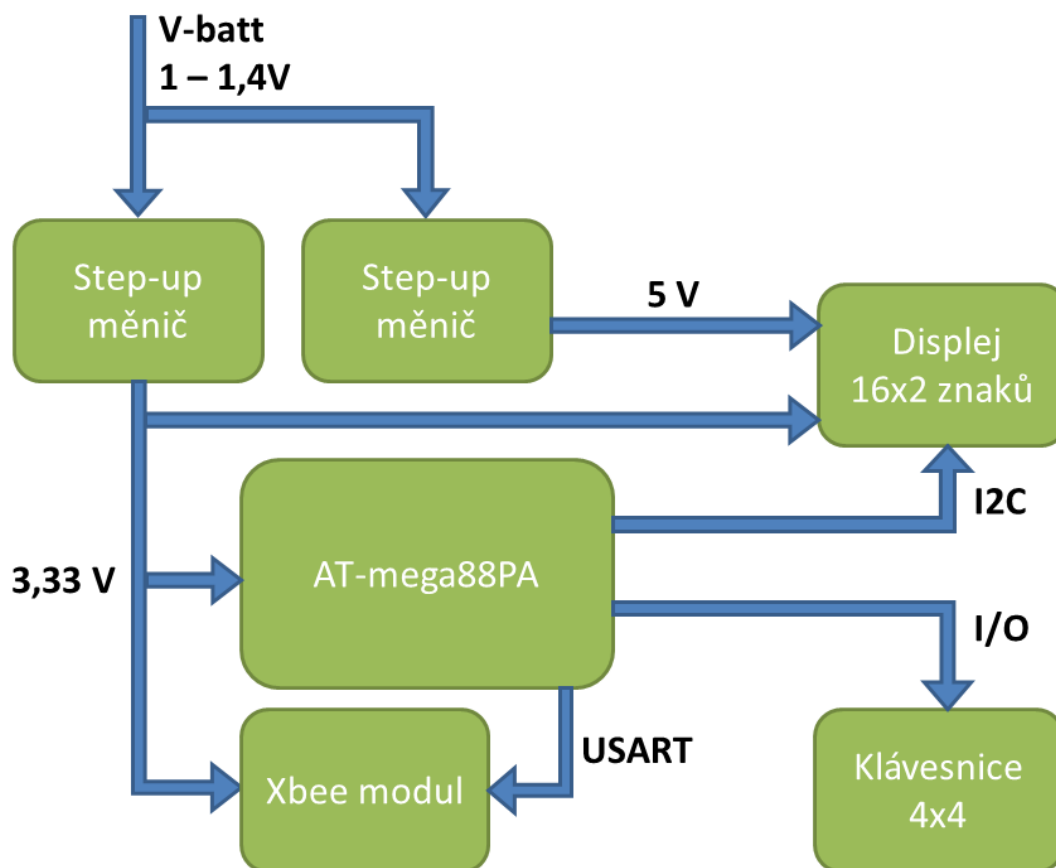 V-batt
1 – 1,4V
Step-up
měnič
Step-up
měnič
5 V
Displej
16x2 znaků
I2C
3,33 V
AT-mega88PA
I/O
USART
Xbee modul
Klávesnice
4x4